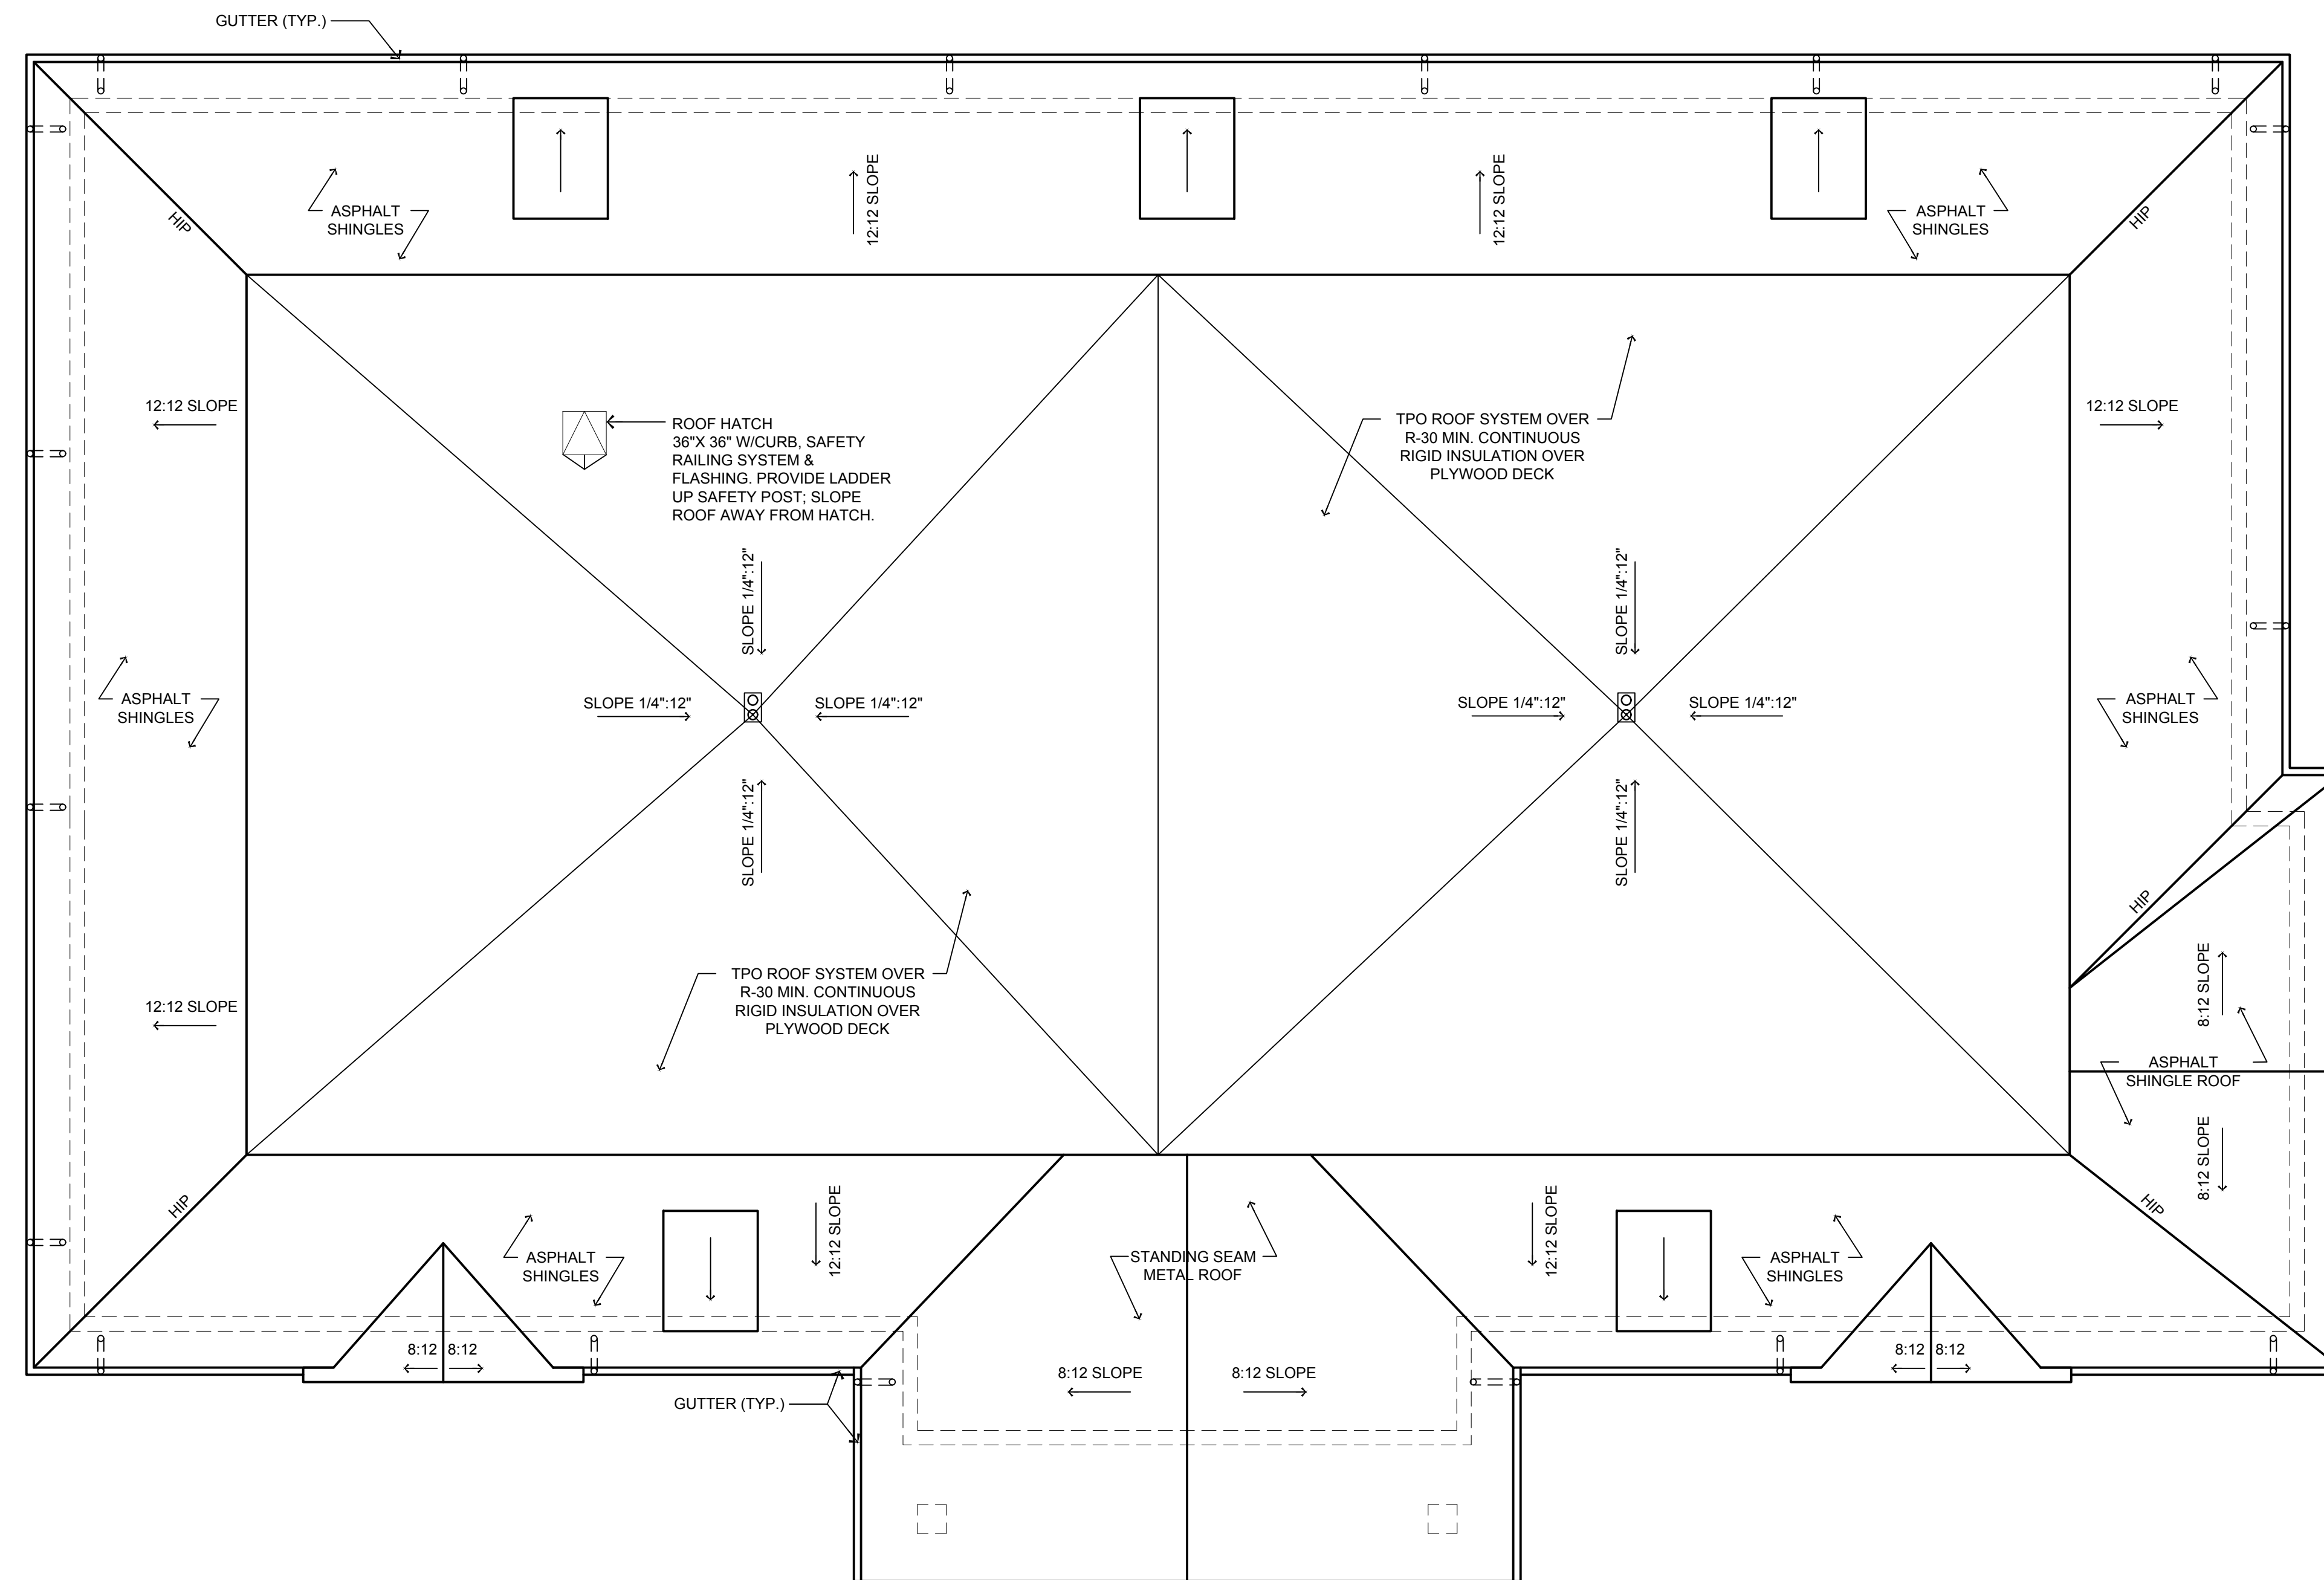 GUTTER (TYP.)
HIP
ASPHALT
SHINGLES
12:12 SLOPE
12:12 SLOPE
ASPHALT
SHINGLES
HIP
12:12 SLOPE
ROOF HATCH
36"X 36" W/CURB, SAFETY
RAILING SYSTEM &
FLASHING. PROVIDE LADDER
UP SAFETY POST; SLOPE
ROOF AWAY FROM HATCH.
TPO ROOF SYSTEM OVER
R-30 MIN. CONTINUOUS
RIGID INSULATION OVER
PLYWOOD DECK
12:12 SLOPE
SLOPE 1/4":12"
SLOPE 1/4":12"
ASPHALT
SHINGLES
SLOPE 1/4":12"
SLOPE 1/4":12"
SLOPE 1/4":12"
SLOPE 1/4":12"
ASPHALT
SHINGLES
SLOPE 1/4":12"
SLOPE 1/4":12"
HIP
12:12 SLOPE
TPO ROOF SYSTEM OVER
R-30 MIN. CONTINUOUS
RIGID INSULATION OVER
PLYWOOD DECK
8:12 SLOPE
ASPHALT
SHINGLE ROOF
8:12 SLOPE
HIP
ASPHALT
SHINGLES
12:12 SLOPE
STANDING SEAM
METAL ROOF
12:12 SLOPE
ASPHALT
SHINGLES
HIP
8:12 8:12
8:12 SLOPE
8:12 SLOPE
8:12 8:12
GUTTER (TYP.)